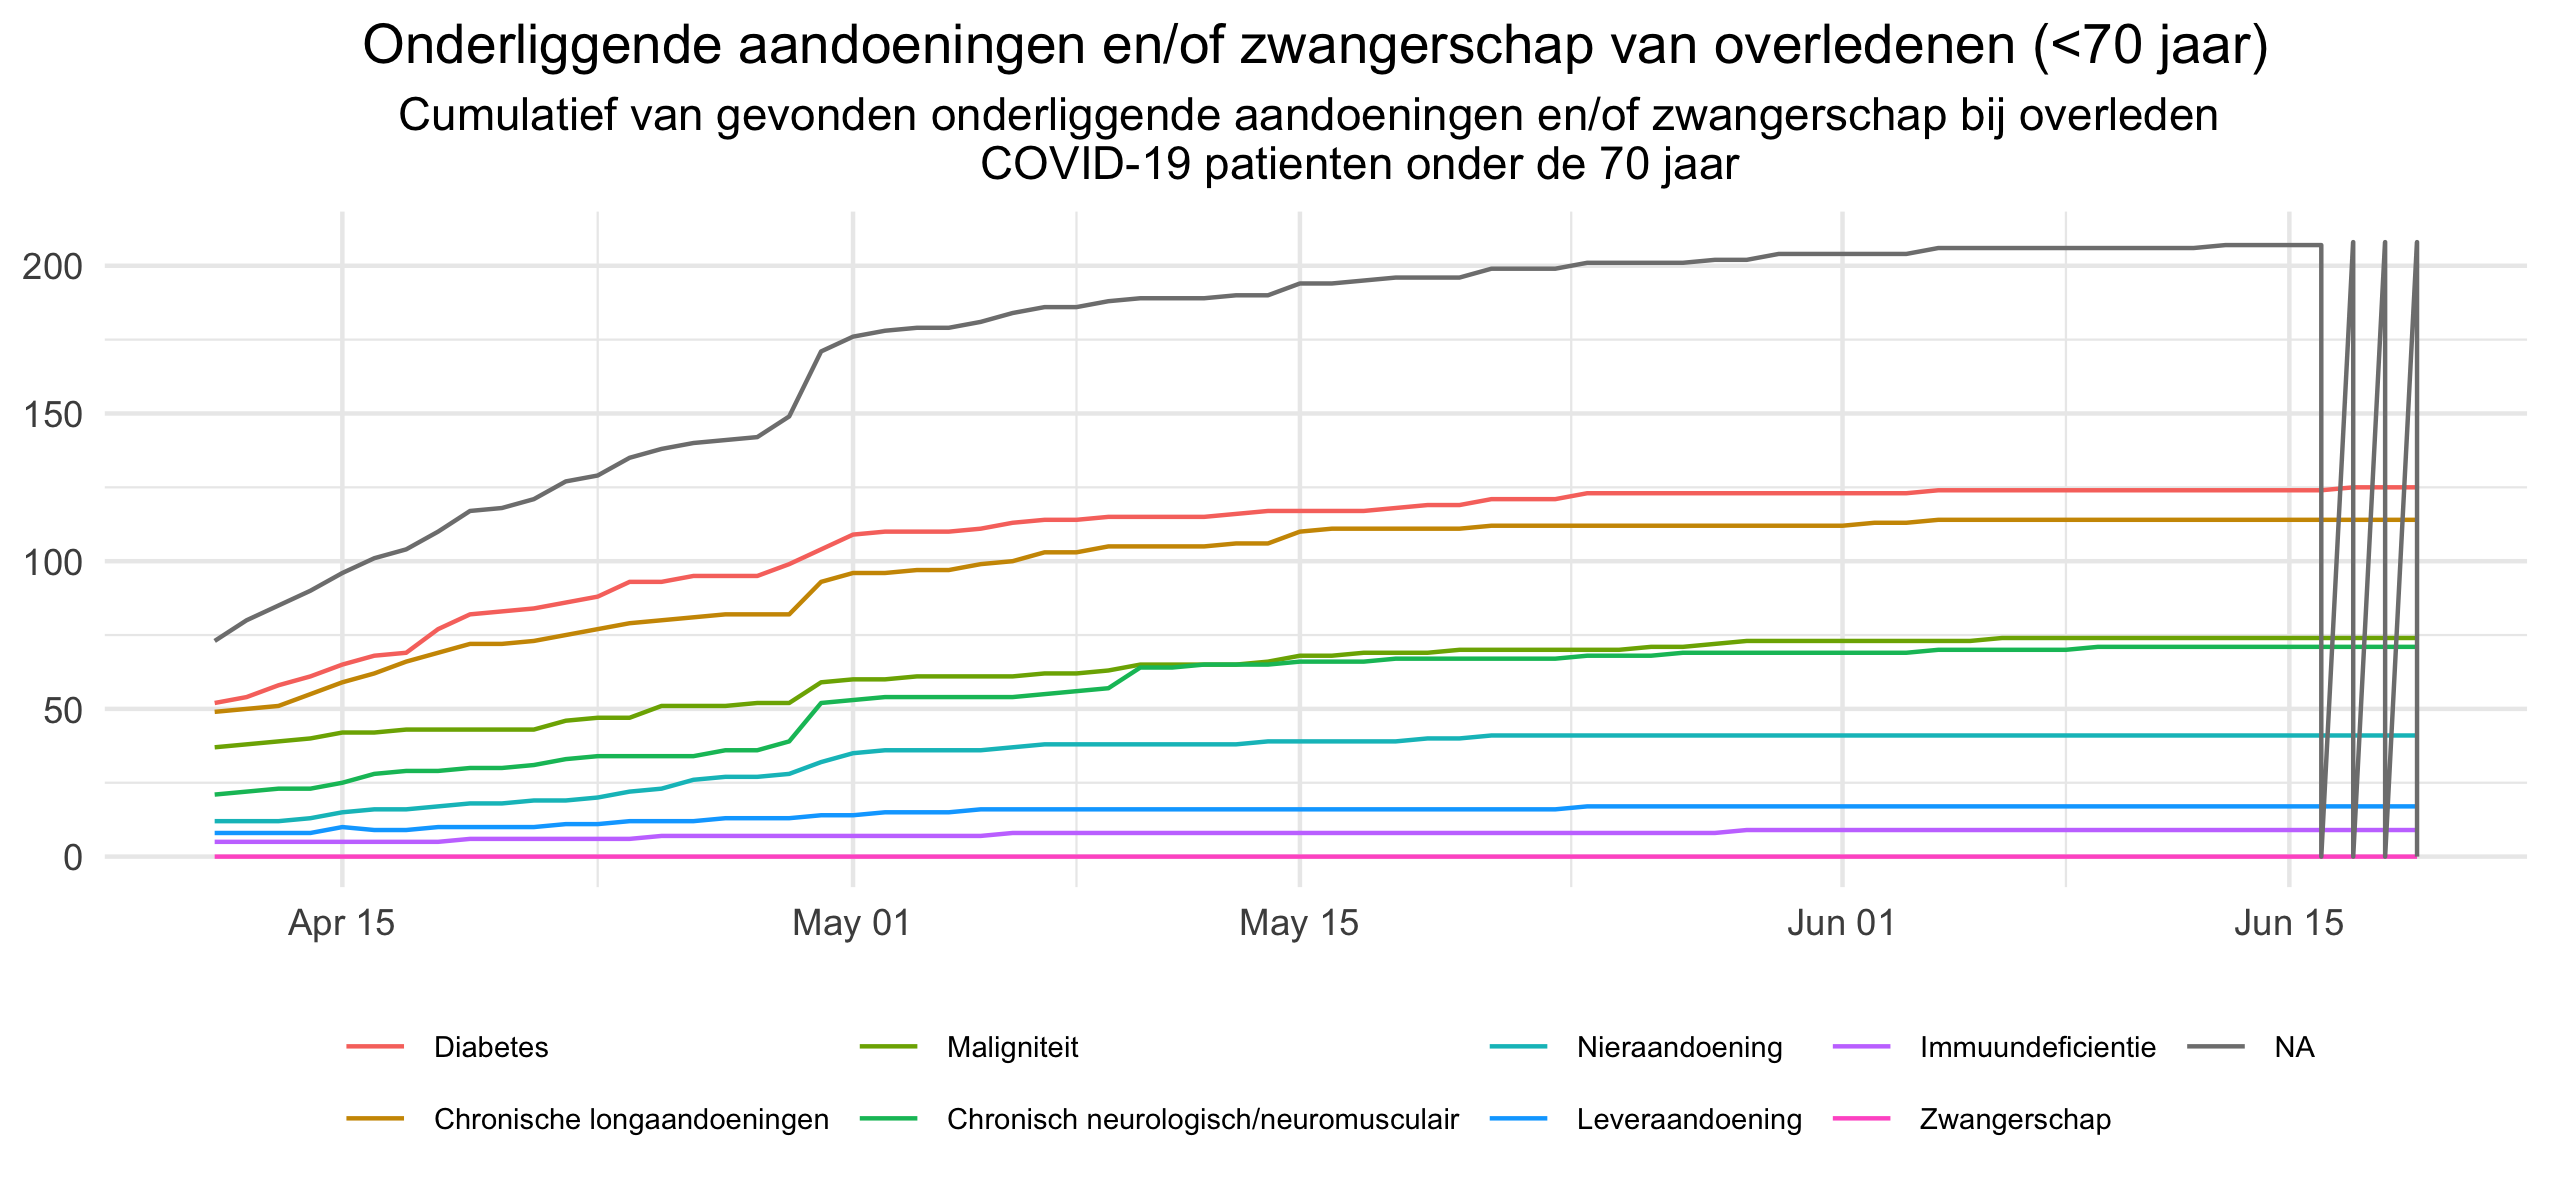 Onderliggende aandoeningen en/of zwangerschap van overledenen (<70 jaar)
Cumulatief van gevonden onderliggende aandoeningen en/of zwangerschap bij overleden
COVID-19 patienten onder de 70 jaar
200
150
100
50
0
Apr 15 May 01 May 15 Jun 01 Jun 15
Diabetes Maligniteit Nieraandoening Immuundeficientie NA
Chronische longaandoeningen Chronisch neurologisch/neuromusculair Leveraandoening Zwangerschap